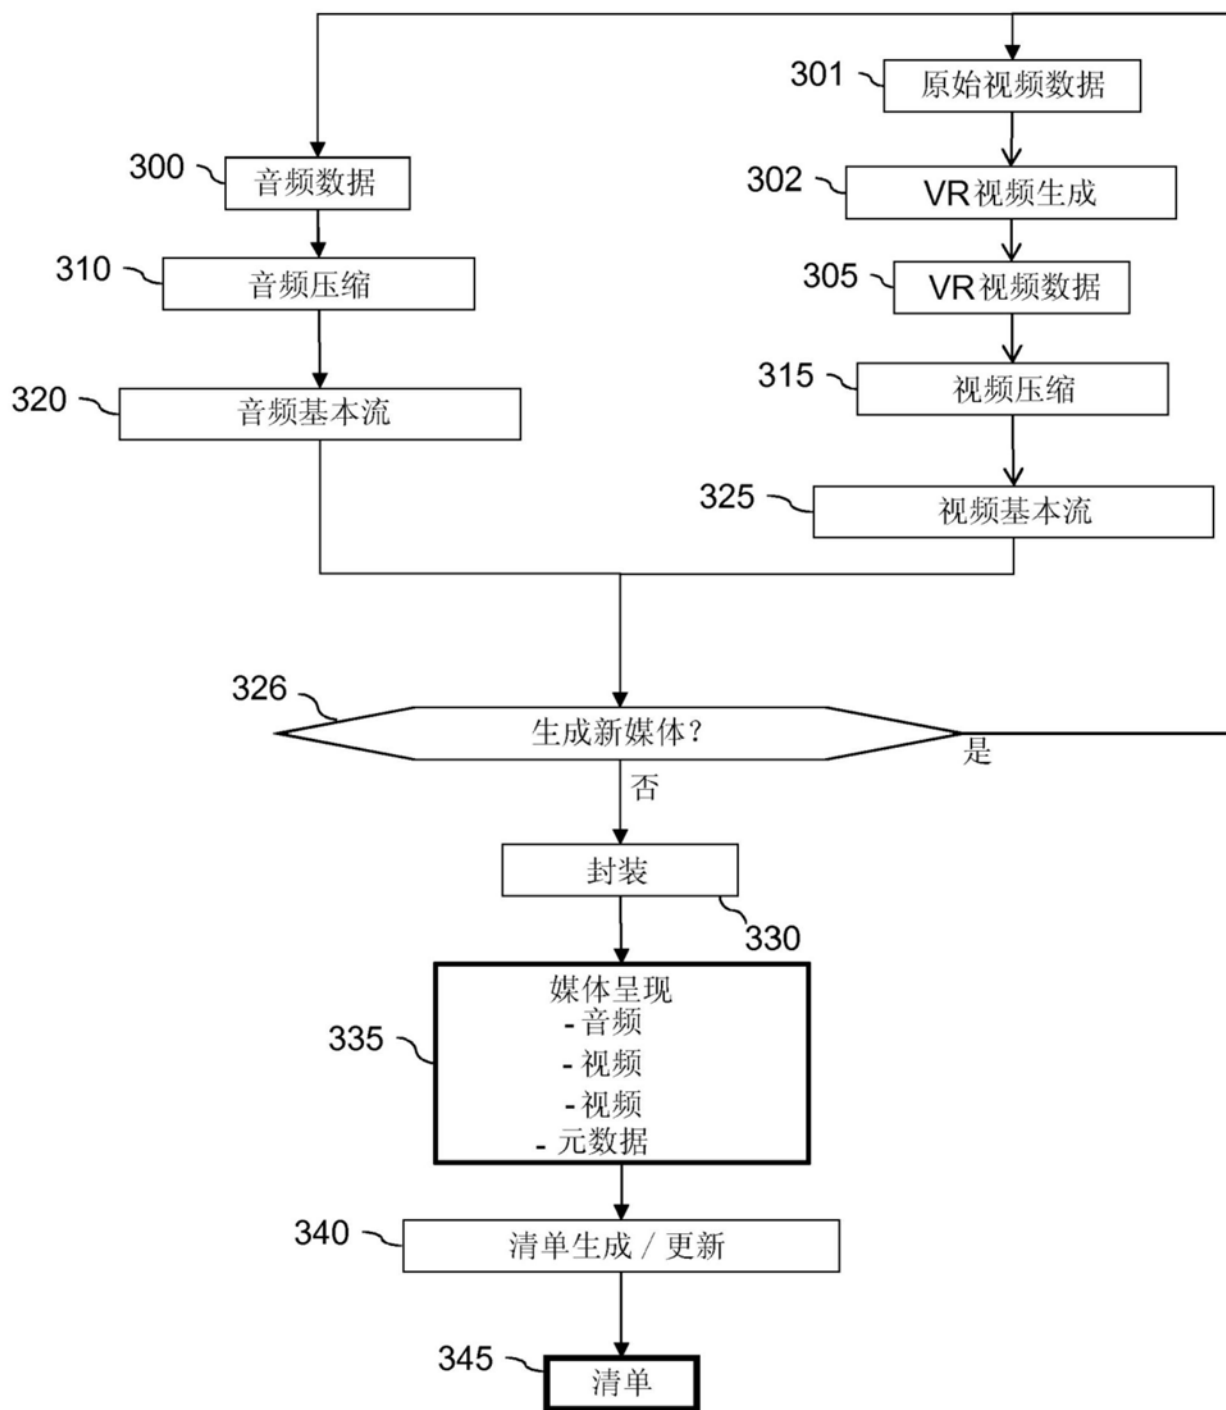 301
原始视频数据
300
音频数据
302
VR视频生成
310
音频压缩
305
VR视频数据
315
视频压缩
320
音频基本流
325
视频基本流
326
生成新媒体?
是
否
封装
330
媒体呈现
335
-音频
-视频
-视频
- 元数据
340
清单生成/更新
345
清单